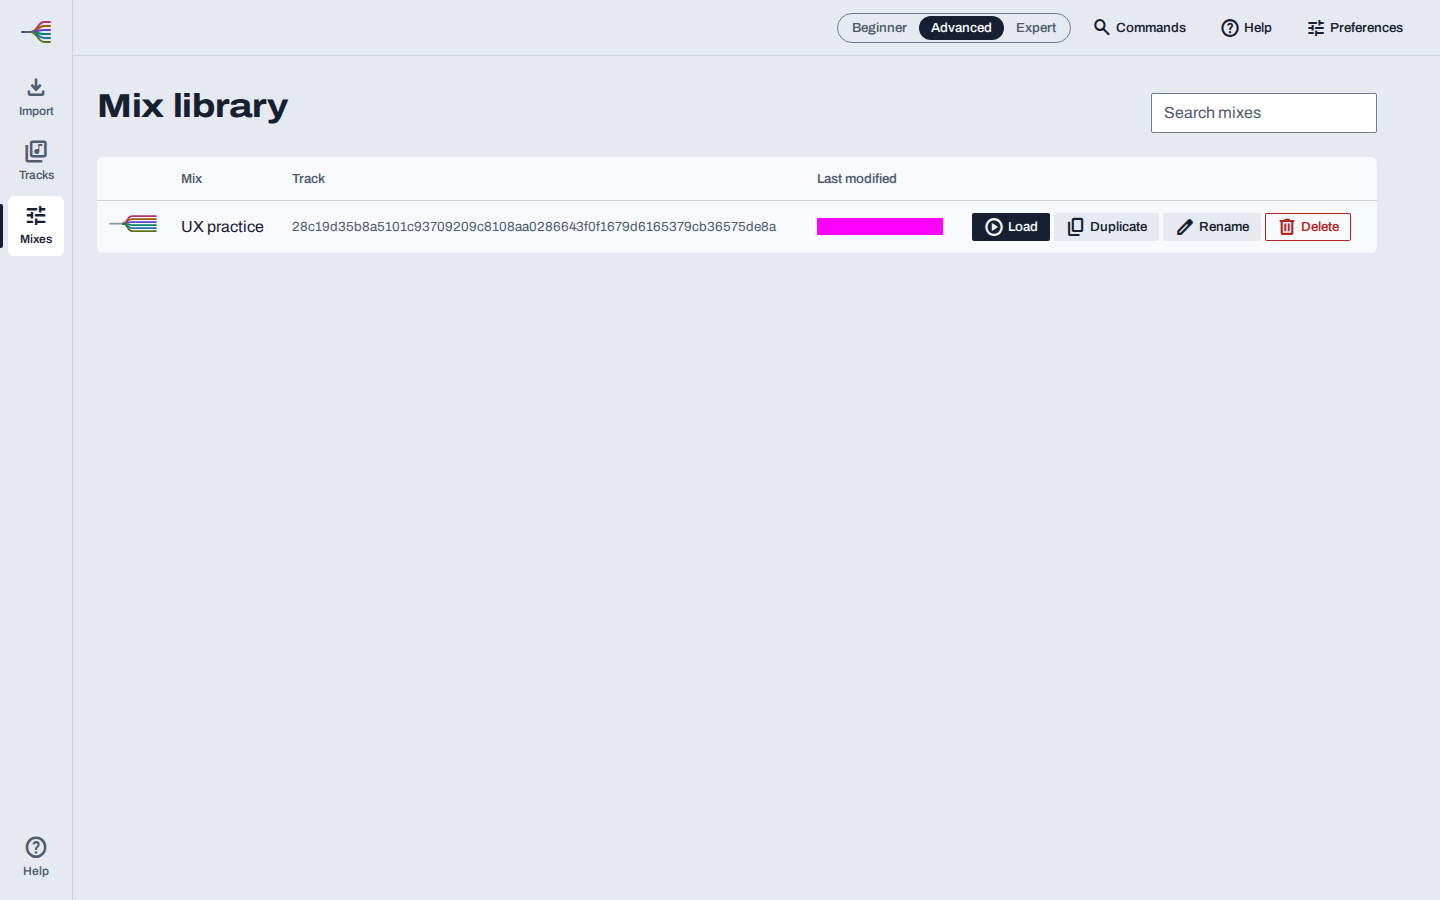 Beginner Advanced Expert Commands Help Preferences
Import
Tracks
Mixes
Help
Mix library
Search mixes
Mix Track Last modified
UX practice 28c19d35b8a5101c93709209c8108aa0286643f0f1679d6165379cb36575de8a Load Duplicate Rename Delete